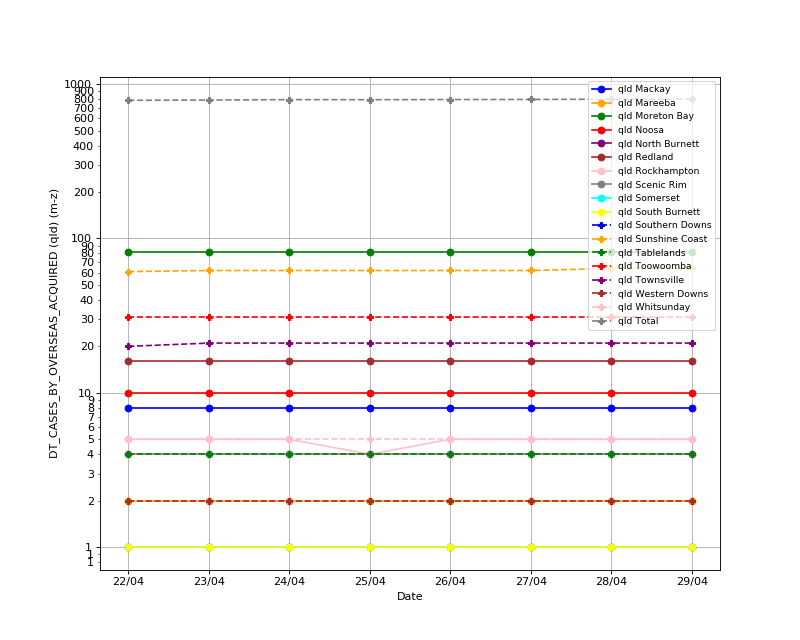 DT_CASES_BY_OVERSEAS_ACQUIRED (qld) (m-z)
1000
900
800
700
600
500
400
300
200
100
90
80
70
60
50
40
30
20
10
9
8
7
6
5
4
3
2
1
1
1
qld Mackay
qld Mareeba
qld Moreton Bay
qld Noosa
qld North Burnett
qld Redland
qld Rockhampton
qld Scenic Rim
qld Somerset
qld South Burnett
qld Southern Downs
qld Sunshine Coast
qld Tablelands
qld Toowoomba
qld Townsville
qld Western Downs
qld Whitsunday
qld Total
22/04 23/04 24/04 25/04 26/04 27/04 28/04 29/04
Date